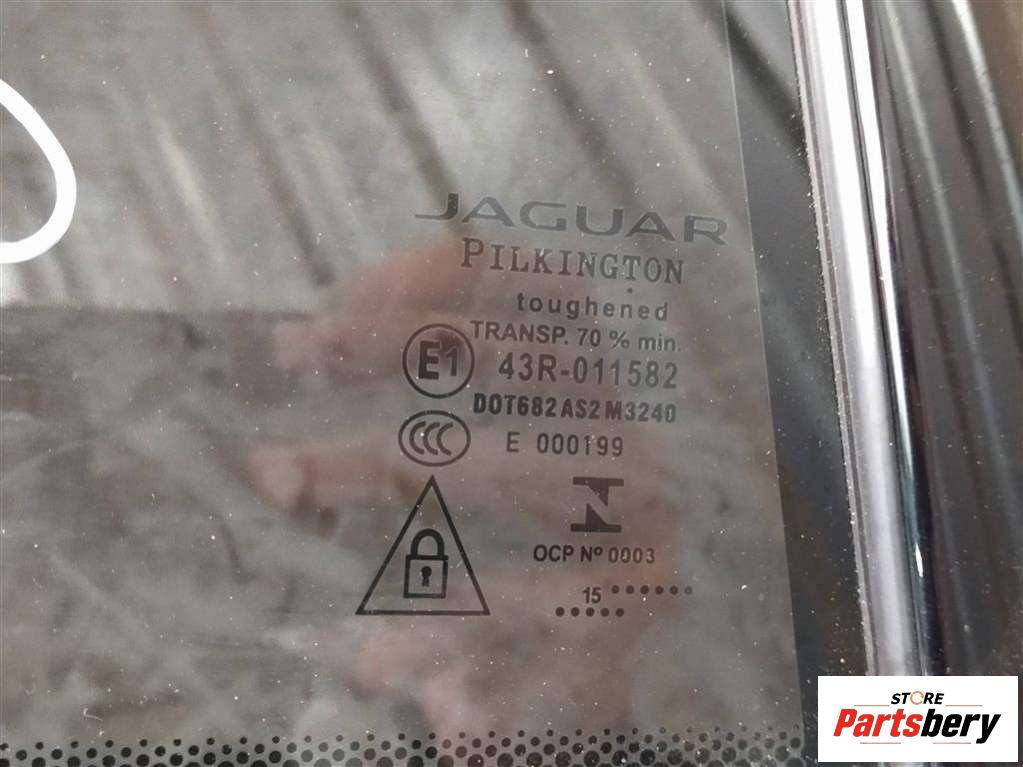 JAGUAR
PILKINGTON
toughened
TRANSP. 70 % min.
E1 43R-011582
DOT682 AS2 M3240
CCC E 000199
N
OCP Nº 0003
15
STORE
Partsbery